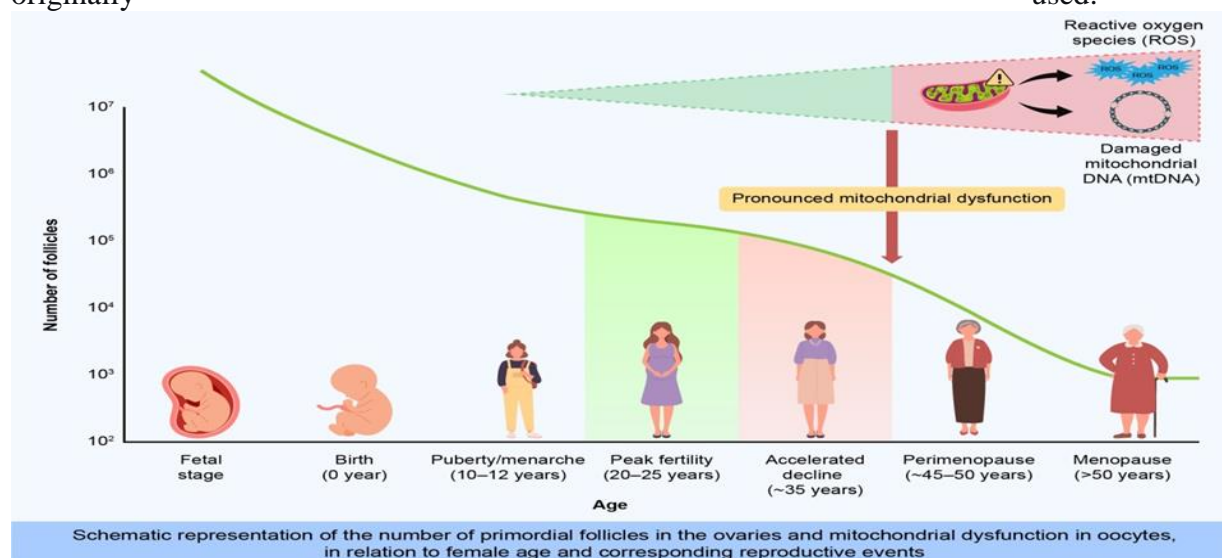 originally used.
Reactive oxygen
species (ROS)
ROS ROS ROS
Damaged
mitochondrial
DNA (mtDNA)
Pronounced mitochondrial dysfunction
Number of follicles
10⁷
10⁶
10⁵
10⁴
10³
10²
Fetal
stage
Birth
(0 year)
Puberty/menarche
(10–12 years)
Peak fertility
(20–25 years)
Accelerated
decline
(~35 years)
Perimenopause
(~45–50 years)
Menopause
(>50 years)
Age
Schematic representation of the number of primordial follicles in the ovaries and mitochondrial dysfunction in oocytes,
in relation to female age and corresponding reproductive events